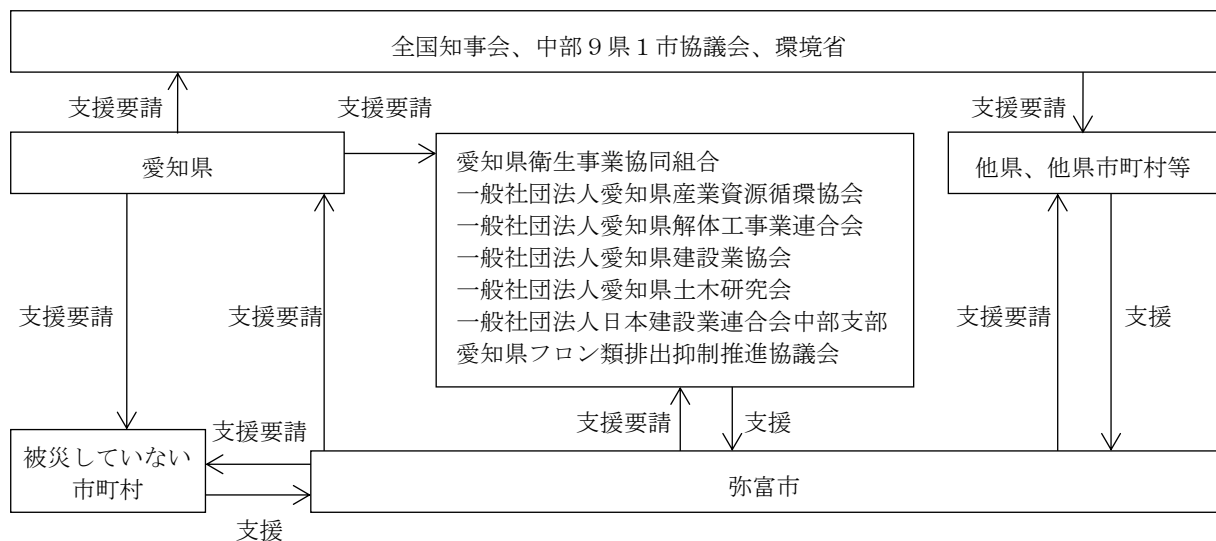 全国知事会、中部９県１市協議会、環境省
支援要請
支援要請
支援要請
愛知県
愛知県衛生事業協同組合
一般社団法人愛知県産業資源循環協会
一般社団法人愛知県解体工事業連合会
一般社団法人愛知県建設業協会
一般社団法人愛知県土木研究会
一般社団法人日本建設業連合会中部支部
愛知県フロン類排出抑制推進協議会
他県、他県市町村等
支援要請
支援要請
支援要請
支援
支援要請
支援
支援要請
被災していない
市町村
弥富市
支援